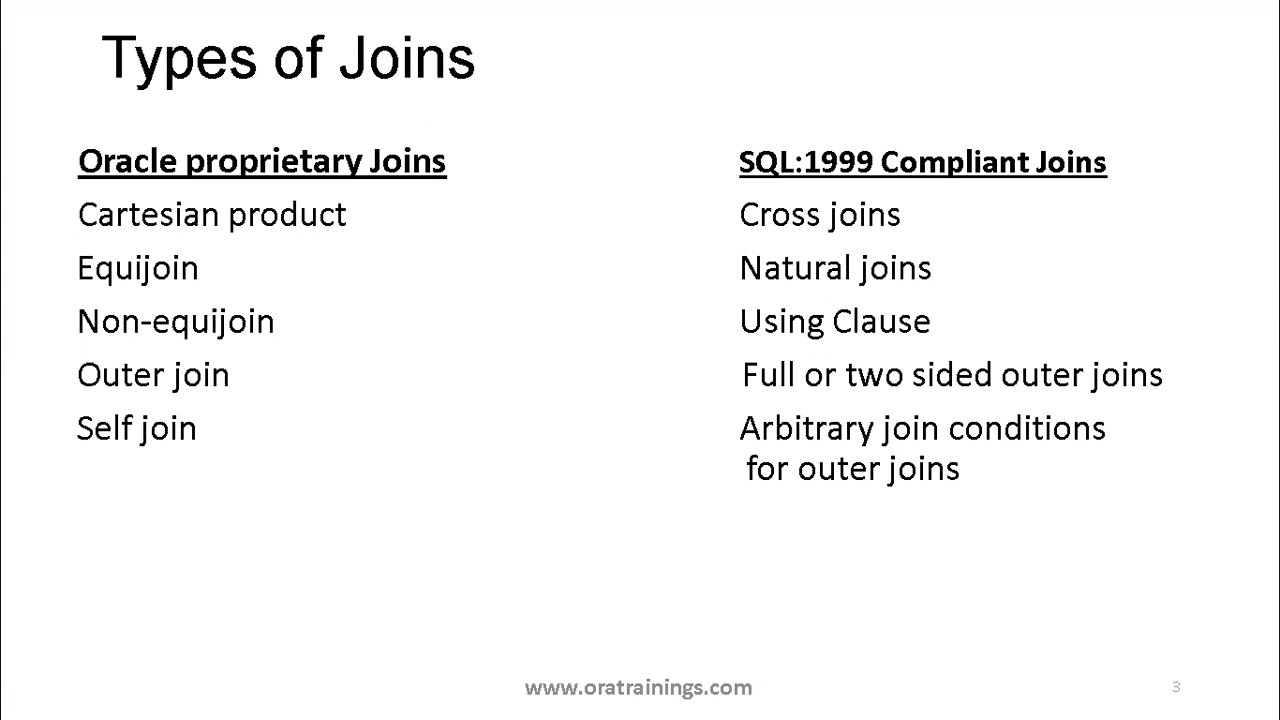 Types of Joins
Oracle proprietary Joins
Cartesian product
Equijoin
Non-equijoin
Outer join
Self join
SQL:1999 Compliant Joins
Cross joins
Natural joins
Using Clause
Full or two sided outer joins
Arbitrary join conditions
for outer joins
www.oratrainings.com
3